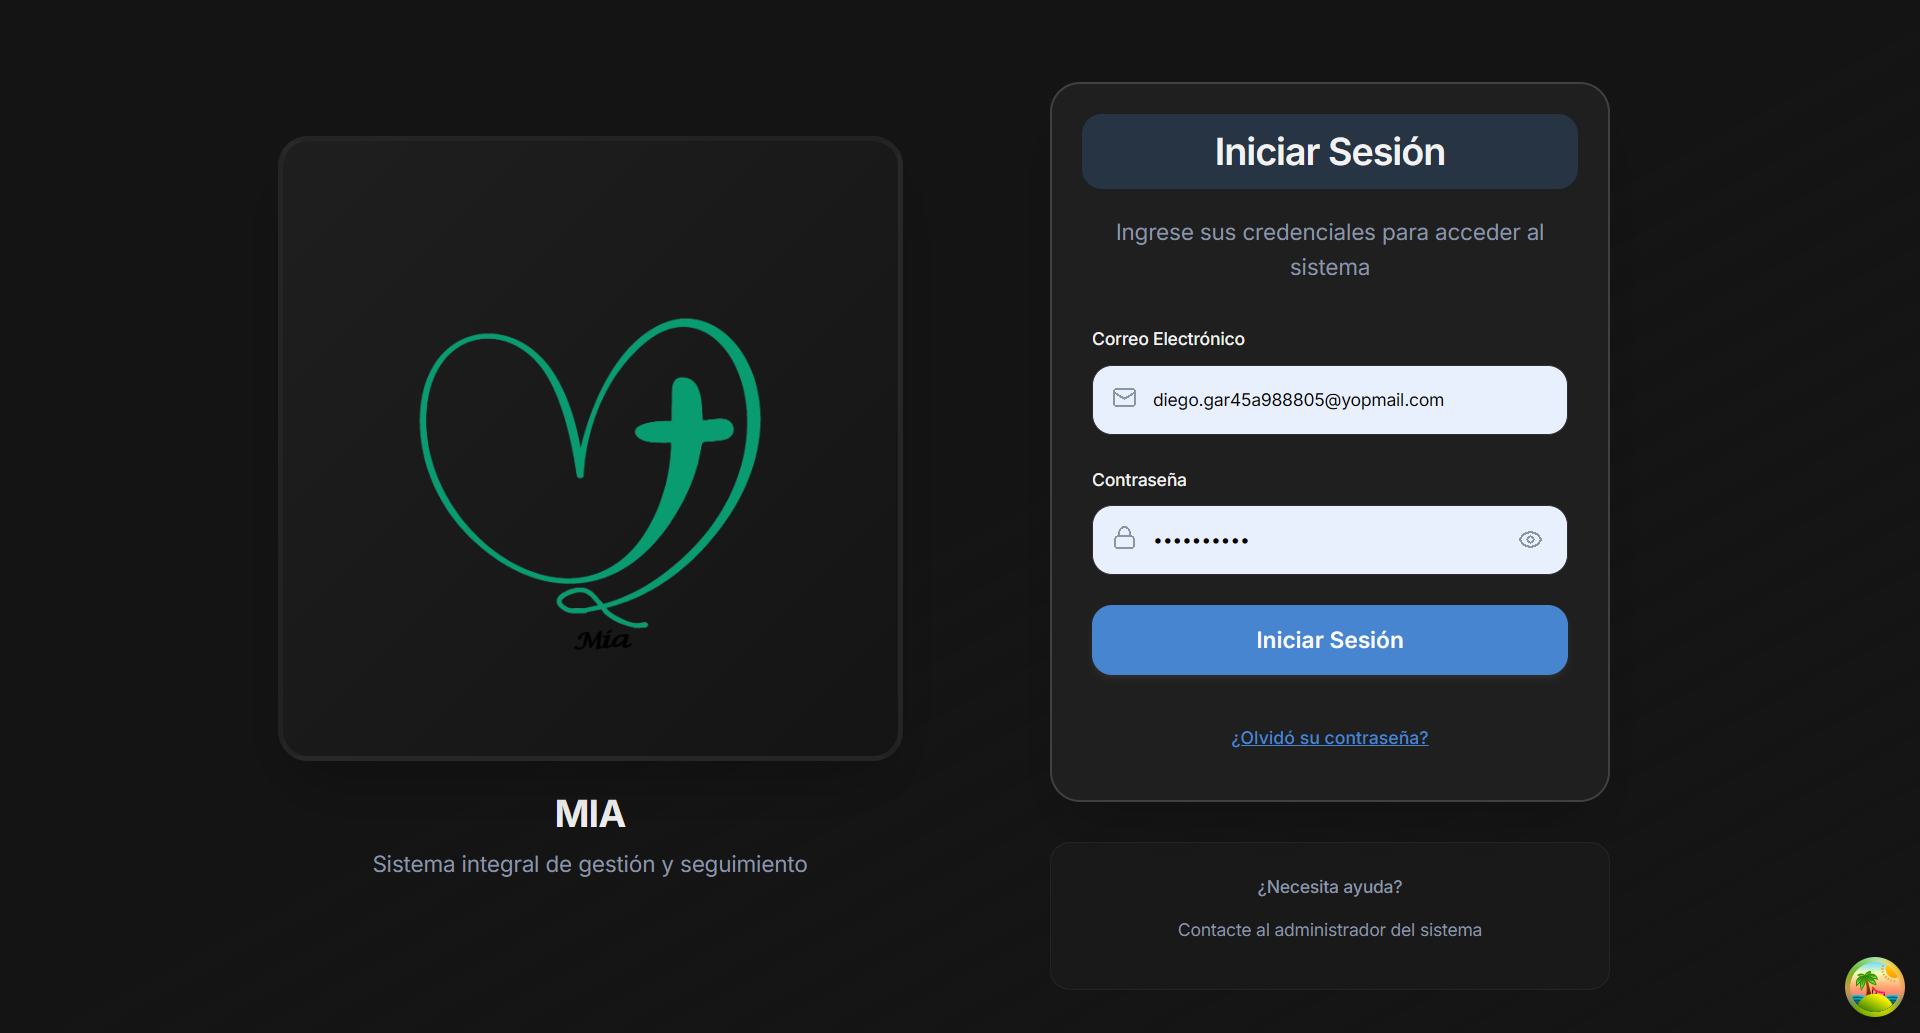 Mía
MIA
Sistema integral de gestión y seguimiento
Iniciar Sesión
Ingrese sus credenciales para acceder al
sistema
Correo Electrónico
diego.gar45a988805@yopmail.com
Contraseña
••••••••••
Iniciar Sesión
¿Olvidó su contraseña?
¿Necesita ayuda?
Contacte al administrador del sistema